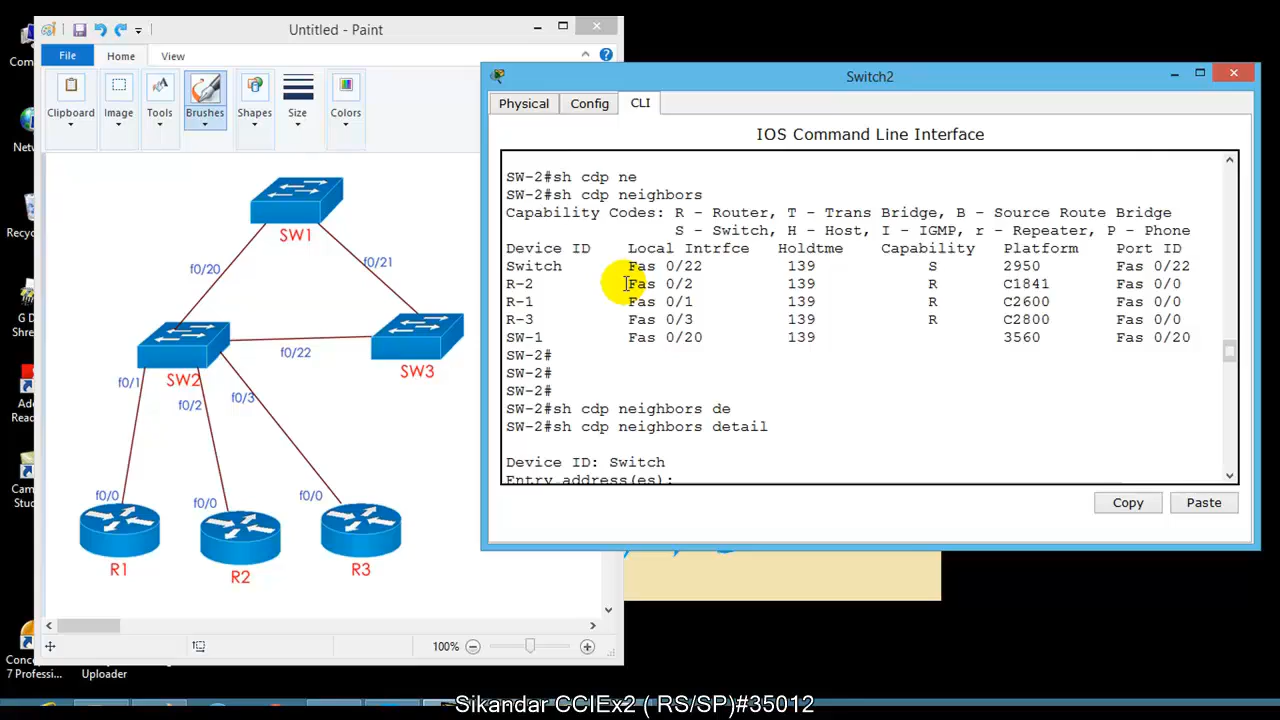 Untitled - Paint
File
Home
View
Clipboard
Image
Tools
Brushes
Shapes
Size
Colors
SW1
f0/20
f0/21
SW2
f0/22
SW3
f0/1
f0/2
f0/3
f0/0
f0/0
f0/0
R1
R2
R3
100%
Switch2
Physical
Config
CLI
IOS Command Line Interface
SW-2#sh cdp ne
SW-2#sh cdp neighbors
Capability Codes: R - Router, T - Trans Bridge, B - Source Route Bridge
S - Switch, H - Host, I - IGMP, r - Repeater, P - Phone
Device ID Local Intrfce Holdtme Capability Platform Port ID
Switch Fas 0/22 139 S 2950 Fas 0/22
R-2 Fas 0/2 139 R C1841 Fas 0/0
R-1 Fas 0/1 139 R C2600 Fas 0/0
R-3 Fas 0/3 139 R C2800 Fas 0/0
SW-1 Fas 0/20 139 3560 Fas 0/20
SW-2#
SW-2#
SW-2#
SW-2#sh cdp neighbors de
SW-2#sh cdp neighbors detail
Device ID: Switch
Entry address(es):
Copy
Paste
7 Professi...
Uploader
Sikandar CCIEx2 ( RS/SP)#35012